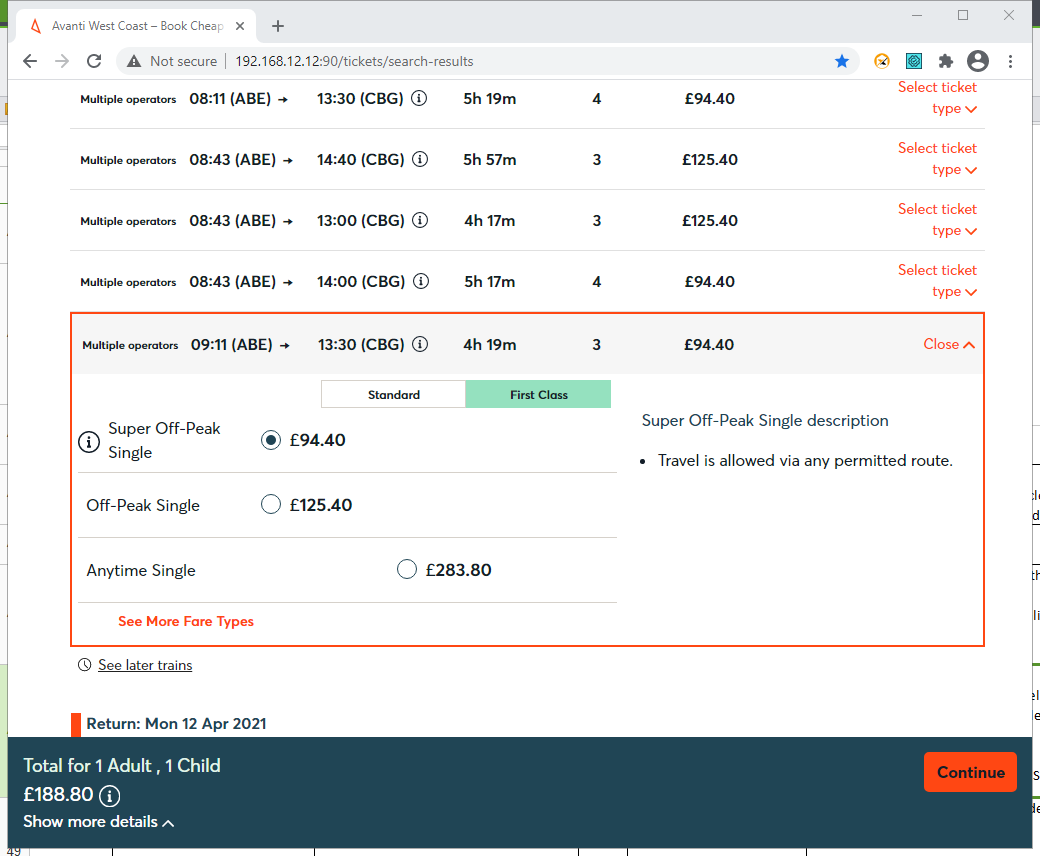 Avanti West Coast – Book Cheap
Not secure | 192.168.12.12:90/tickets/search-results
Multiple operators 08:11 (ABE) → 13:30 (CBG) 5h 19m 4 £94.40 Select ticket
type
Multiple operators 08:43 (ABE) → 14:40 (CBG) 5h 57m 3 £125.40 Select ticket
type
Multiple operators 08:43 (ABE) → 13:00 (CBG) 4h 17m 3 £125.40 Select ticket
type
Multiple operators 08:43 (ABE) → 14:00 (CBG) 5h 17m 4 £94.40 Select ticket
type
Multiple operators 09:11 (ABE) → 13:30 (CBG) 4h 19m 3 £94.40 Close
Standard First Class
Super Off-Peak
Single
£94.40
Super Off-Peak Single description
• Travel is allowed via any permitted route.
Off-Peak Single £125.40
Anytime Single £283.80
See More Fare Types
See later trains
Return: Mon 12 Apr 2021
Total for 1 Adult , 1 Child
£188.80
Show more details
Continue
49